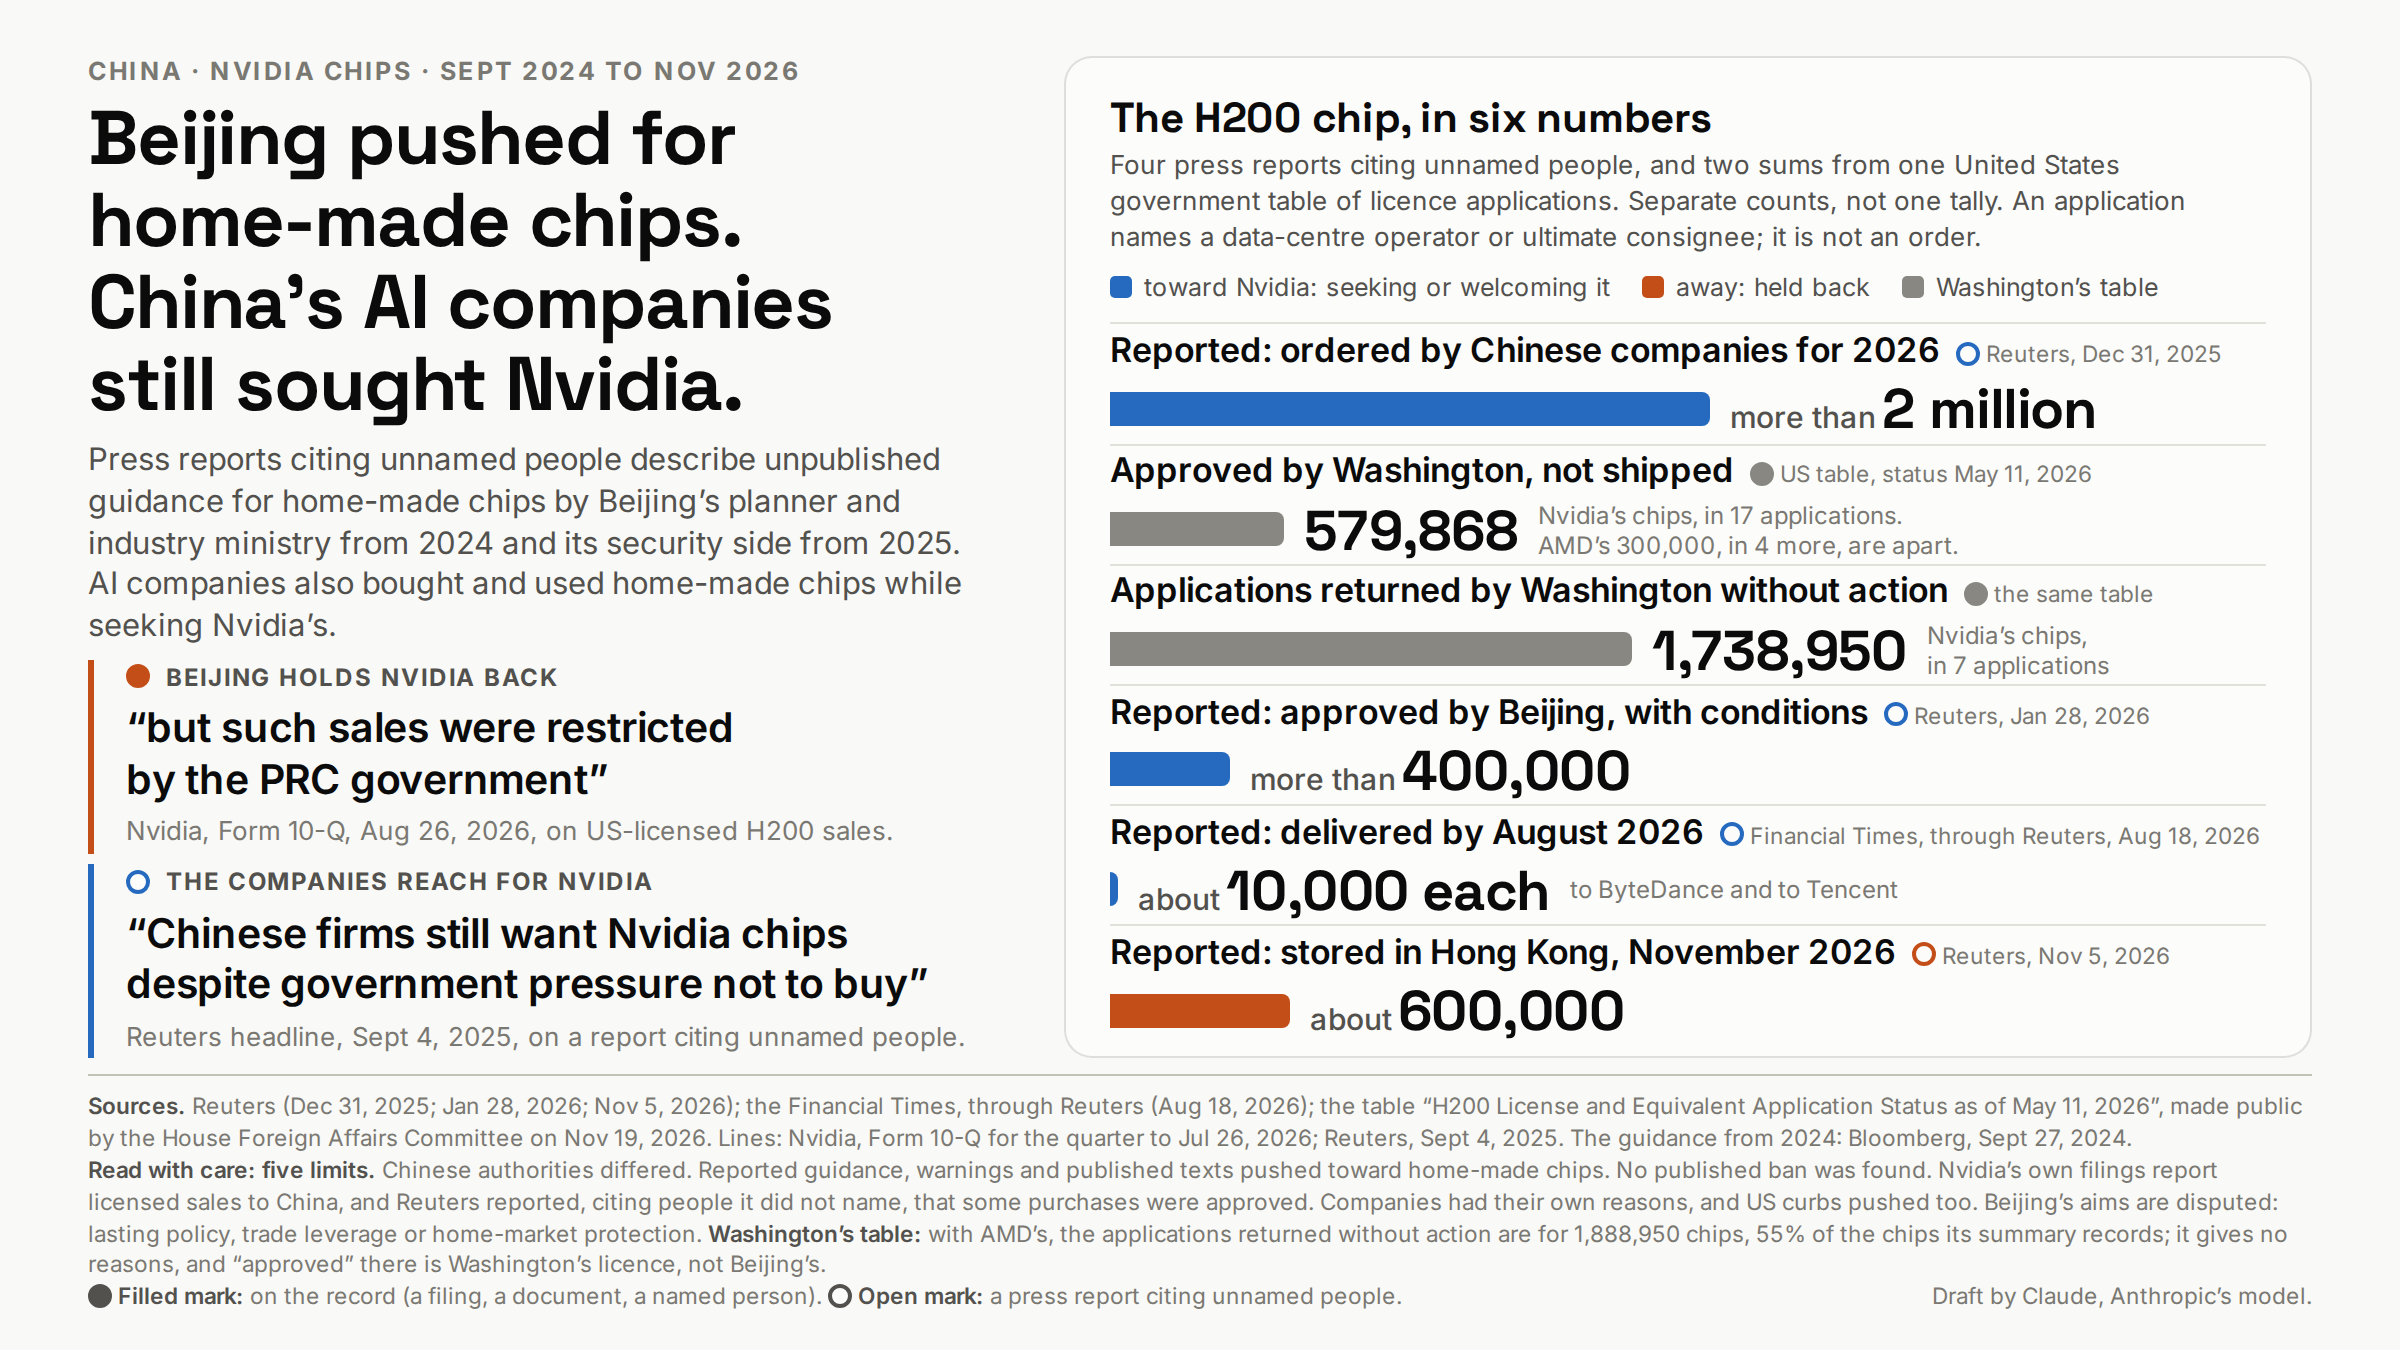 CHINA · NVIDIA CHIPS · SEPT 2024 TO NOV 2026
Beijing pushed for
home-made chips.
China’s AI companies
still sought Nvidia.
Press reports citing unnamed people describe unpublished
guidance for home-made chips by Beijing’s planner and
industry ministry from 2024 and its security side from 2025.
AI companies also bought and used home-made chips while
seeking Nvidia’s.
BEIJING HOLDS NVIDIA BACK
“but such sales were restricted
by the PRC government”
Nvidia, Form 10-Q, Aug 26, 2026, on US-licensed H200 sales.
THE COMPANIES REACH FOR NVIDIA
“Chinese firms still want Nvidia chips
despite government pressure not to buy”
Reuters headline, Sept 4, 2025, on a report citing unnamed people.
The H200 chip, in six numbers
Four press reports citing unnamed people, and two sums from one United States
government table of licence applications. Separate counts, not one tally. An application
names a data-centre operator or ultimate consignee; it is not an order.
toward Nvidia: seeking or welcoming it away: held back Washington’s table
Reported: ordered by Chinese companies for 2026 Reuters, Dec 31, 2025
more than 2 million
Approved by Washington, not shipped US table, status May 11, 2026
579,868 Nvidia’s chips, in 17 applications.
AMD’s 300,000, in 4 more, are apart.
Applications returned by Washington without action the same table
1,738,950 Nvidia’s chips,
in 7 applications
Reported: approved by Beijing, with conditions Reuters, Jan 28, 2026
more than 400,000
Reported: delivered by August 2026 Financial Times, through Reuters, Aug 18, 2026
about 10,000 each to ByteDance and to Tencent
Reported: stored in Hong Kong, November 2026 Reuters, Nov 5, 2026
about 600,000
Sources. Reuters (Dec 31, 2025; Jan 28, 2026; Nov 5, 2026); the Financial Times, through Reuters (Aug 18, 2026); the table “H200 License and Equivalent Application Status as of May 11, 2026”, made public
by the House Foreign Affairs Committee on Nov 19, 2026. Lines: Nvidia, Form 10-Q for the quarter to Jul 26, 2026; Reuters, Sept 4, 2025. The guidance from 2024: Bloomberg, Sept 27, 2024.
Read with care: five limits. Chinese authorities differed. Reported guidance, warnings and published texts pushed toward home-made chips. No published ban was found. Nvidia’s own filings report
licensed sales to China, and Reuters reported, citing people it did not name, that some purchases were approved. Companies had their own reasons, and US curbs pushed too. Beijing’s aims are disputed:
lasting policy, trade leverage or home-market protection. Washington’s table: with AMD’s, the applications returned without action are for 1,888,950 chips, 55% of the chips its summary records; it gives no
reasons, and “approved” there is Washington’s licence, not Beijing’s.
Filled mark: on the record (a filing, a document, a named person). Open mark: a press report citing unnamed people.
Draft by Claude, Anthropic’s model.